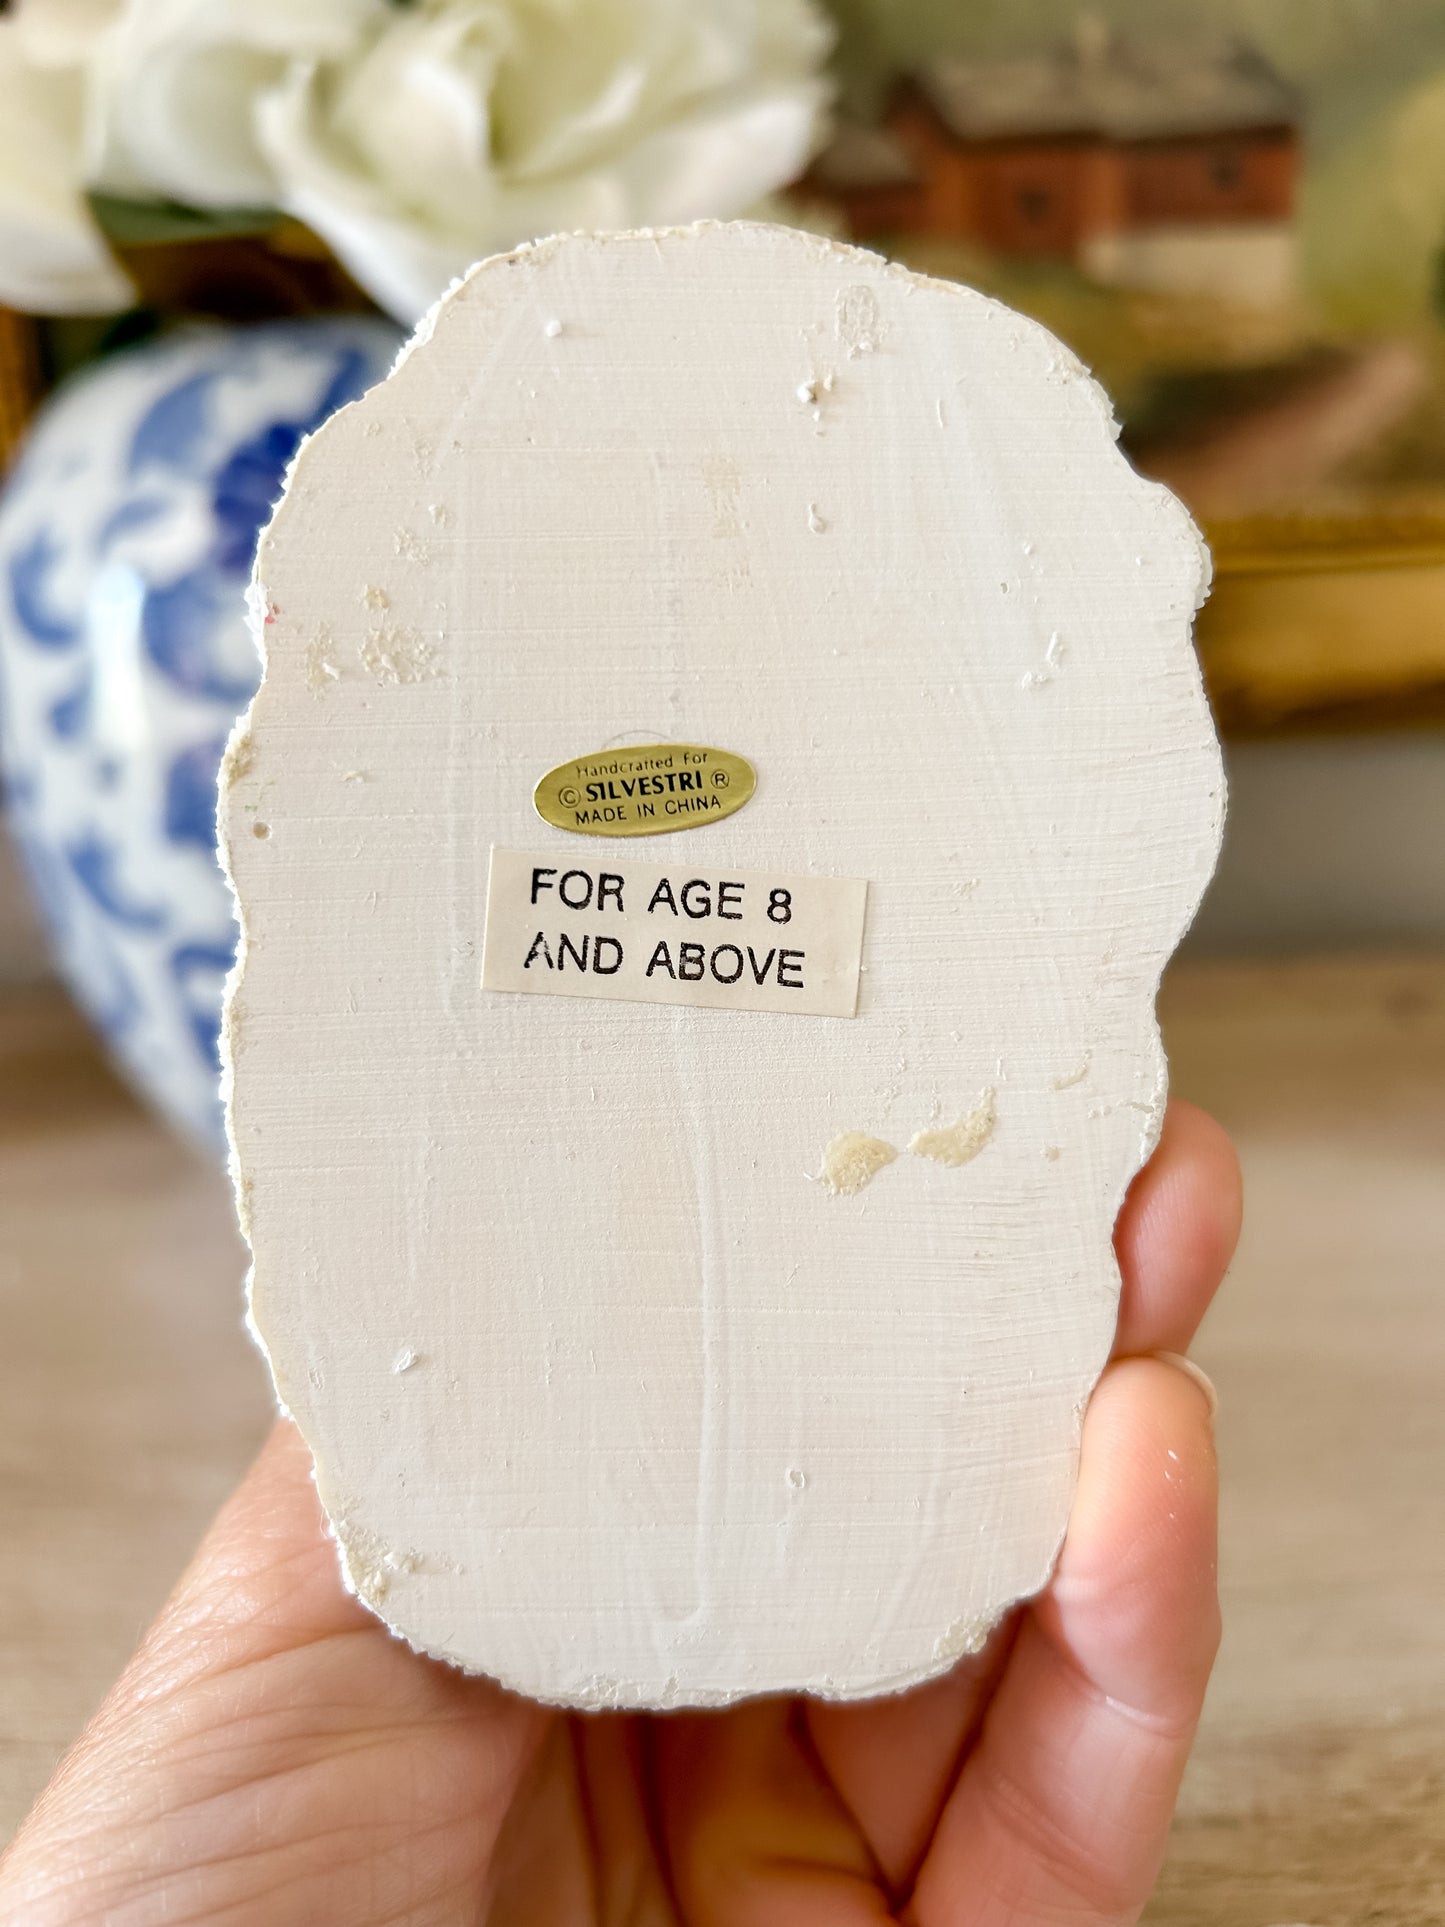 Handcrafted For
© SILVESTRI ®
MADE IN CHINA
FOR AGE 8
AND ABOVE